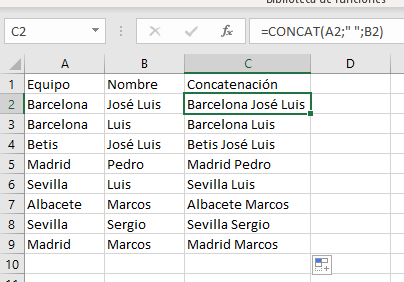 Biblioteca de funciones
C2 fx =CONCAT(A2;" ";B2)
A B C D
1 Equipo Nombre Concatenación
2 Barcelona José Luis Barcelona José Luis
3 Barcelona Luis Barcelona Luis
4 Betis José Luis Betis José Luis
5 Madrid Pedro Madrid Pedro
6 Sevilla Luis Sevilla Luis
7 Albacete Marcos Albacete Marcos
8 Sevilla Sergio Sevilla Sergio
9 Madrid Marcos Madrid Marcos
10